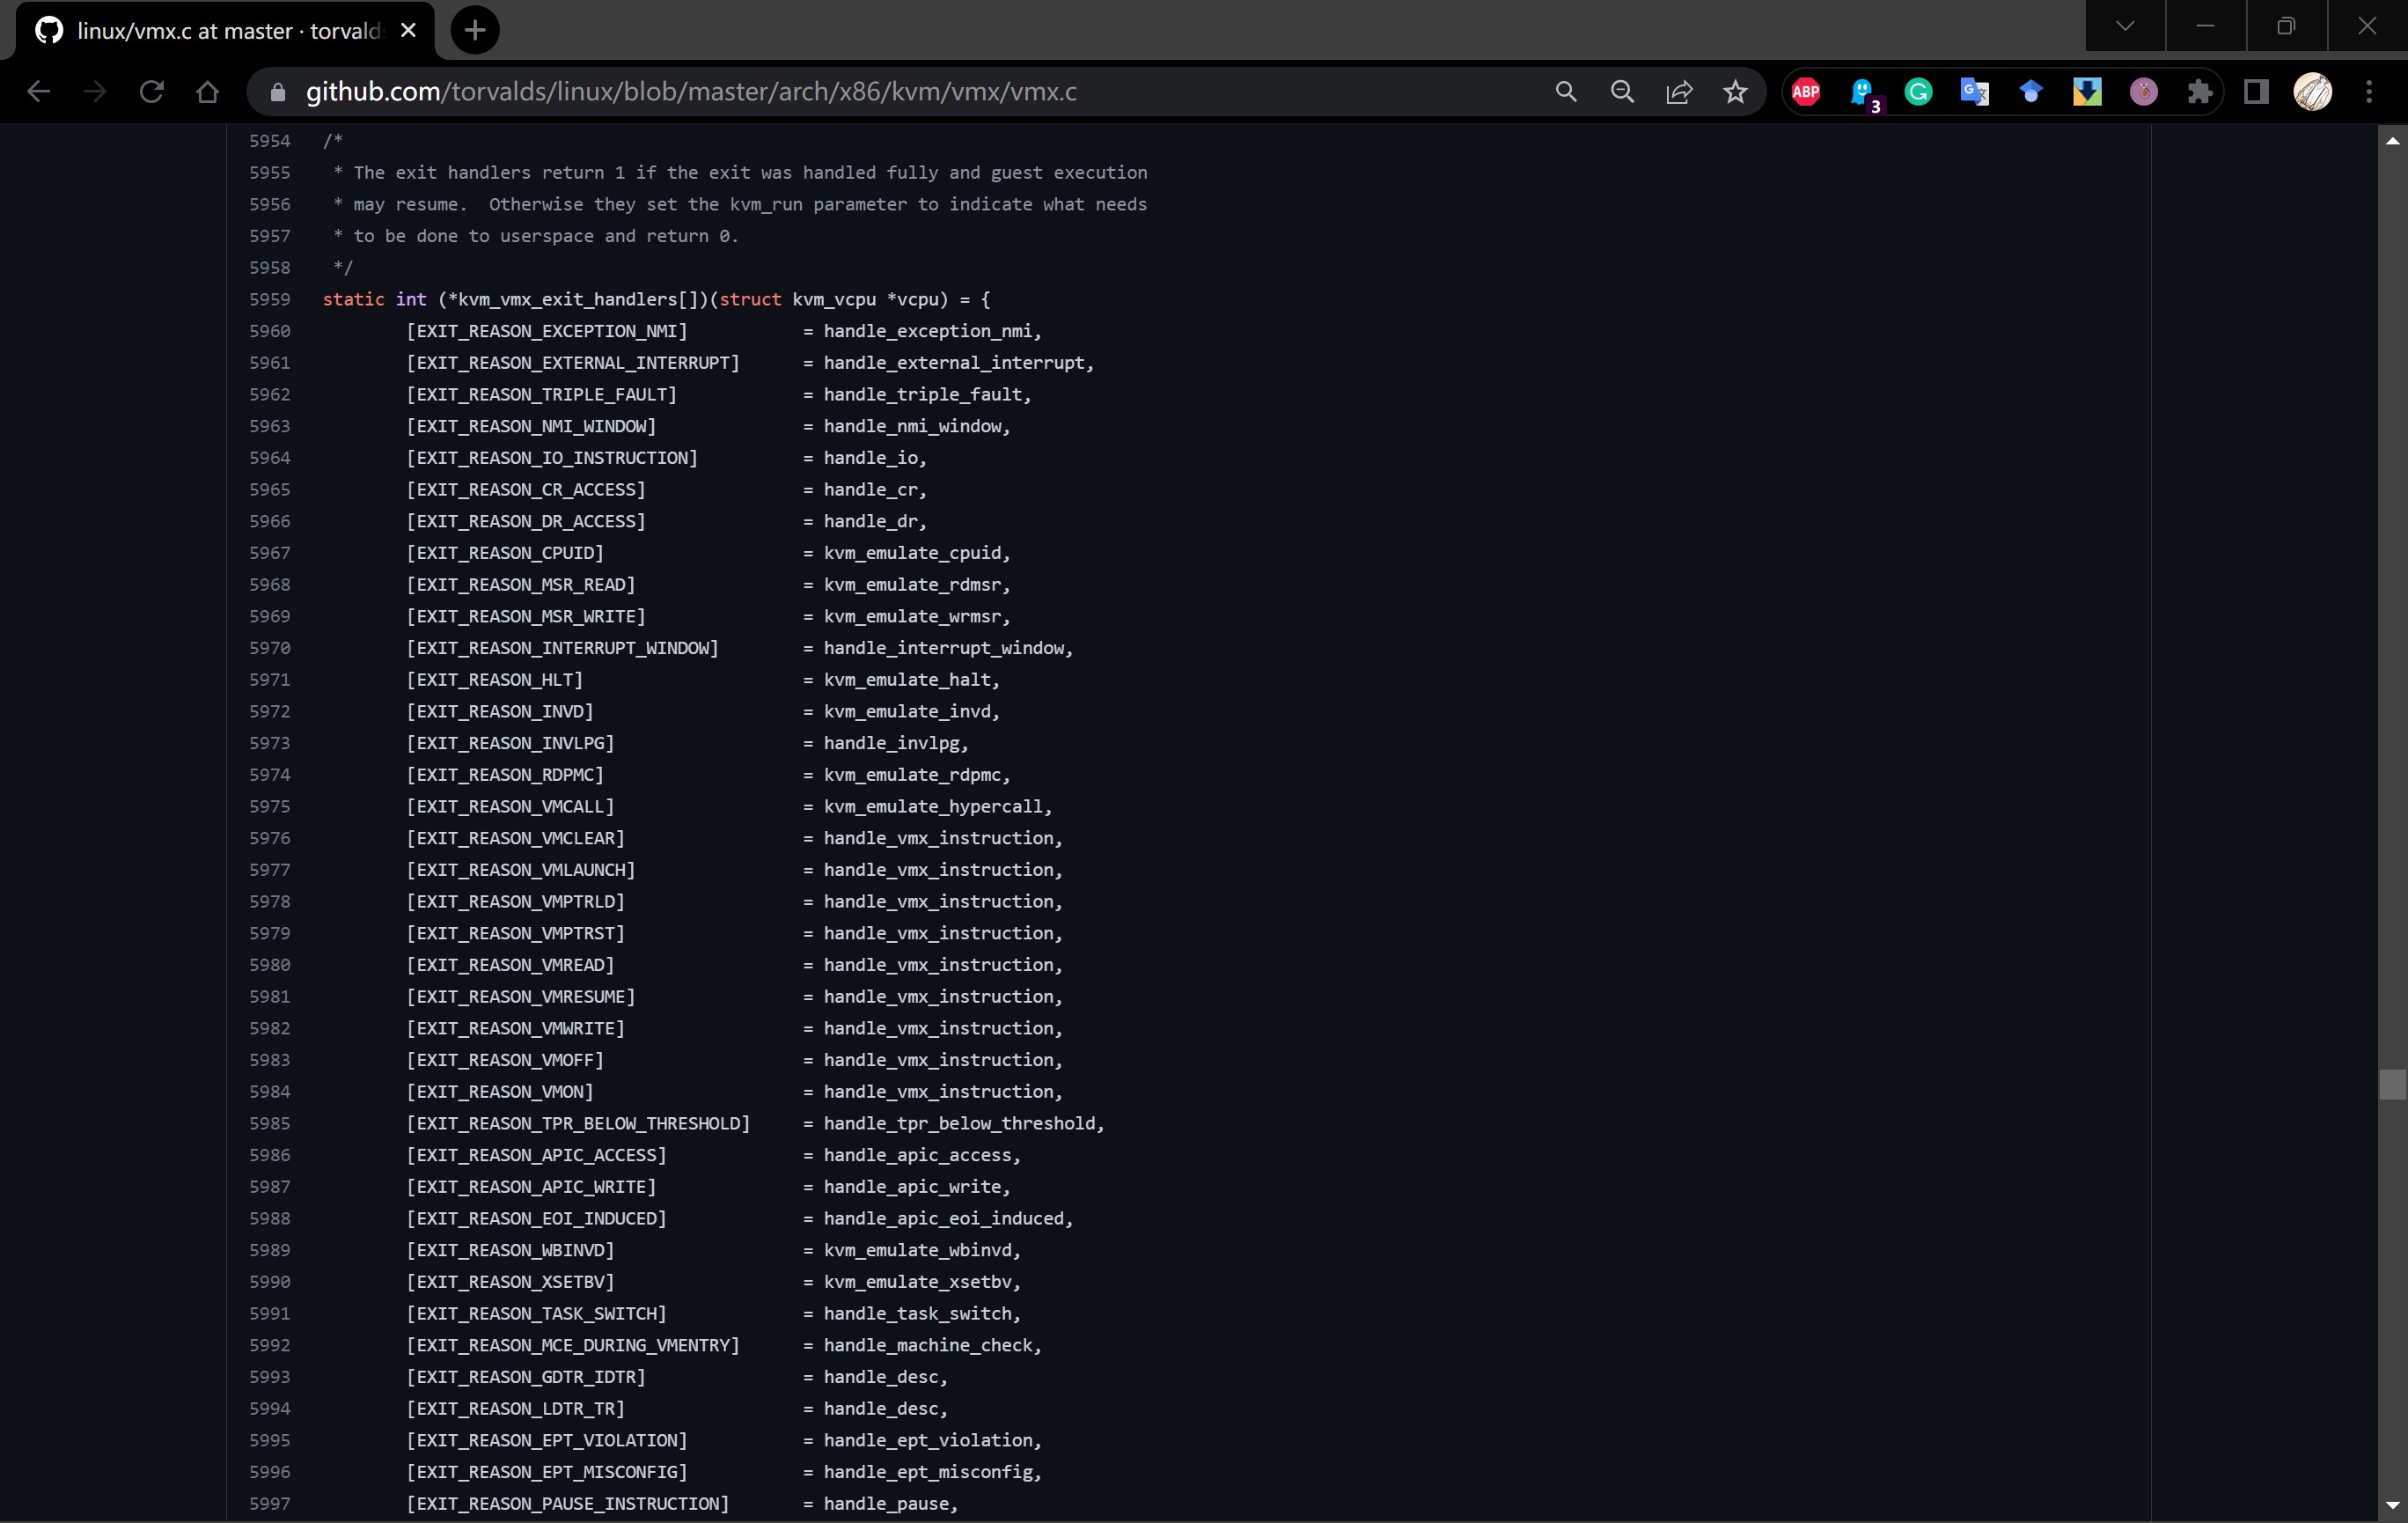 linux/vmx.c at master · torvald
github.com/torvalds/linux/blob/master/arch/x86/kvm/vmx/vmx.c
ABP
3
5954 /*
5955 * The exit handlers return 1 if the exit was handled fully and guest execution
5956 * may resume.  Otherwise they set the kvm_run parameter to indicate what needs
5957 * to be done to userspace and return 0.
5958 */
5959 static int (*kvm_vmx_exit_handlers[])(struct kvm_vcpu *vcpu) = {
5960 [EXIT_REASON_EXCEPTION_NMI] = handle_exception_nmi,
5961 [EXIT_REASON_EXTERNAL_INTERRUPT] = handle_external_interrupt,
5962 [EXIT_REASON_TRIPLE_FAULT] = handle_triple_fault,
5963 [EXIT_REASON_NMI_WINDOW] = handle_nmi_window,
5964 [EXIT_REASON_IO_INSTRUCTION] = handle_io,
5965 [EXIT_REASON_CR_ACCESS] = handle_cr,
5966 [EXIT_REASON_DR_ACCESS] = handle_dr,
5967 [EXIT_REASON_CPUID] = kvm_emulate_cpuid,
5968 [EXIT_REASON_MSR_READ] = kvm_emulate_rdmsr,
5969 [EXIT_REASON_MSR_WRITE] = kvm_emulate_wrmsr,
5970 [EXIT_REASON_INTERRUPT_WINDOW] = handle_interrupt_window,
5971 [EXIT_REASON_HLT] = kvm_emulate_halt,
5972 [EXIT_REASON_INVD] = kvm_emulate_invd,
5973 [EXIT_REASON_INVLPG] = handle_invlpg,
5974 [EXIT_REASON_RDPMC] = kvm_emulate_rdpmc,
5975 [EXIT_REASON_VMCALL] = kvm_emulate_hypercall,
5976 [EXIT_REASON_VMCLEAR] = handle_vmx_instruction,
5977 [EXIT_REASON_VMLAUNCH] = handle_vmx_instruction,
5978 [EXIT_REASON_VMPTRLD] = handle_vmx_instruction,
5979 [EXIT_REASON_VMPTRST] = handle_vmx_instruction,
5980 [EXIT_REASON_VMREAD] = handle_vmx_instruction,
5981 [EXIT_REASON_VMRESUME] = handle_vmx_instruction,
5982 [EXIT_REASON_VMWRITE] = handle_vmx_instruction,
5983 [EXIT_REASON_VMOFF] = handle_vmx_instruction,
5984 [EXIT_REASON_VMON] = handle_vmx_instruction,
5985 [EXIT_REASON_TPR_BELOW_THRESHOLD] = handle_tpr_below_threshold,
5986 [EXIT_REASON_APIC_ACCESS] = handle_apic_access,
5987 [EXIT_REASON_APIC_WRITE] = handle_apic_write,
5988 [EXIT_REASON_EOI_INDUCED] = handle_apic_eoi_induced,
5989 [EXIT_REASON_WBINVD] = kvm_emulate_wbinvd,
5990 [EXIT_REASON_XSETBV] = kvm_emulate_xsetbv,
5991 [EXIT_REASON_TASK_SWITCH] = handle_task_switch,
5992 [EXIT_REASON_MCE_DURING_VMENTRY] = handle_machine_check,
5993 [EXIT_REASON_GDTR_IDTR] = handle_desc,
5994 [EXIT_REASON_LDTR_TR] = handle_desc,
5995 [EXIT_REASON_EPT_VIOLATION] = handle_ept_violation,
5996 [EXIT_REASON_EPT_MISCONFIG] = handle_ept_misconfig,
5997 [EXIT_REASON_PAUSE_INSTRUCTION] = handle_pause,